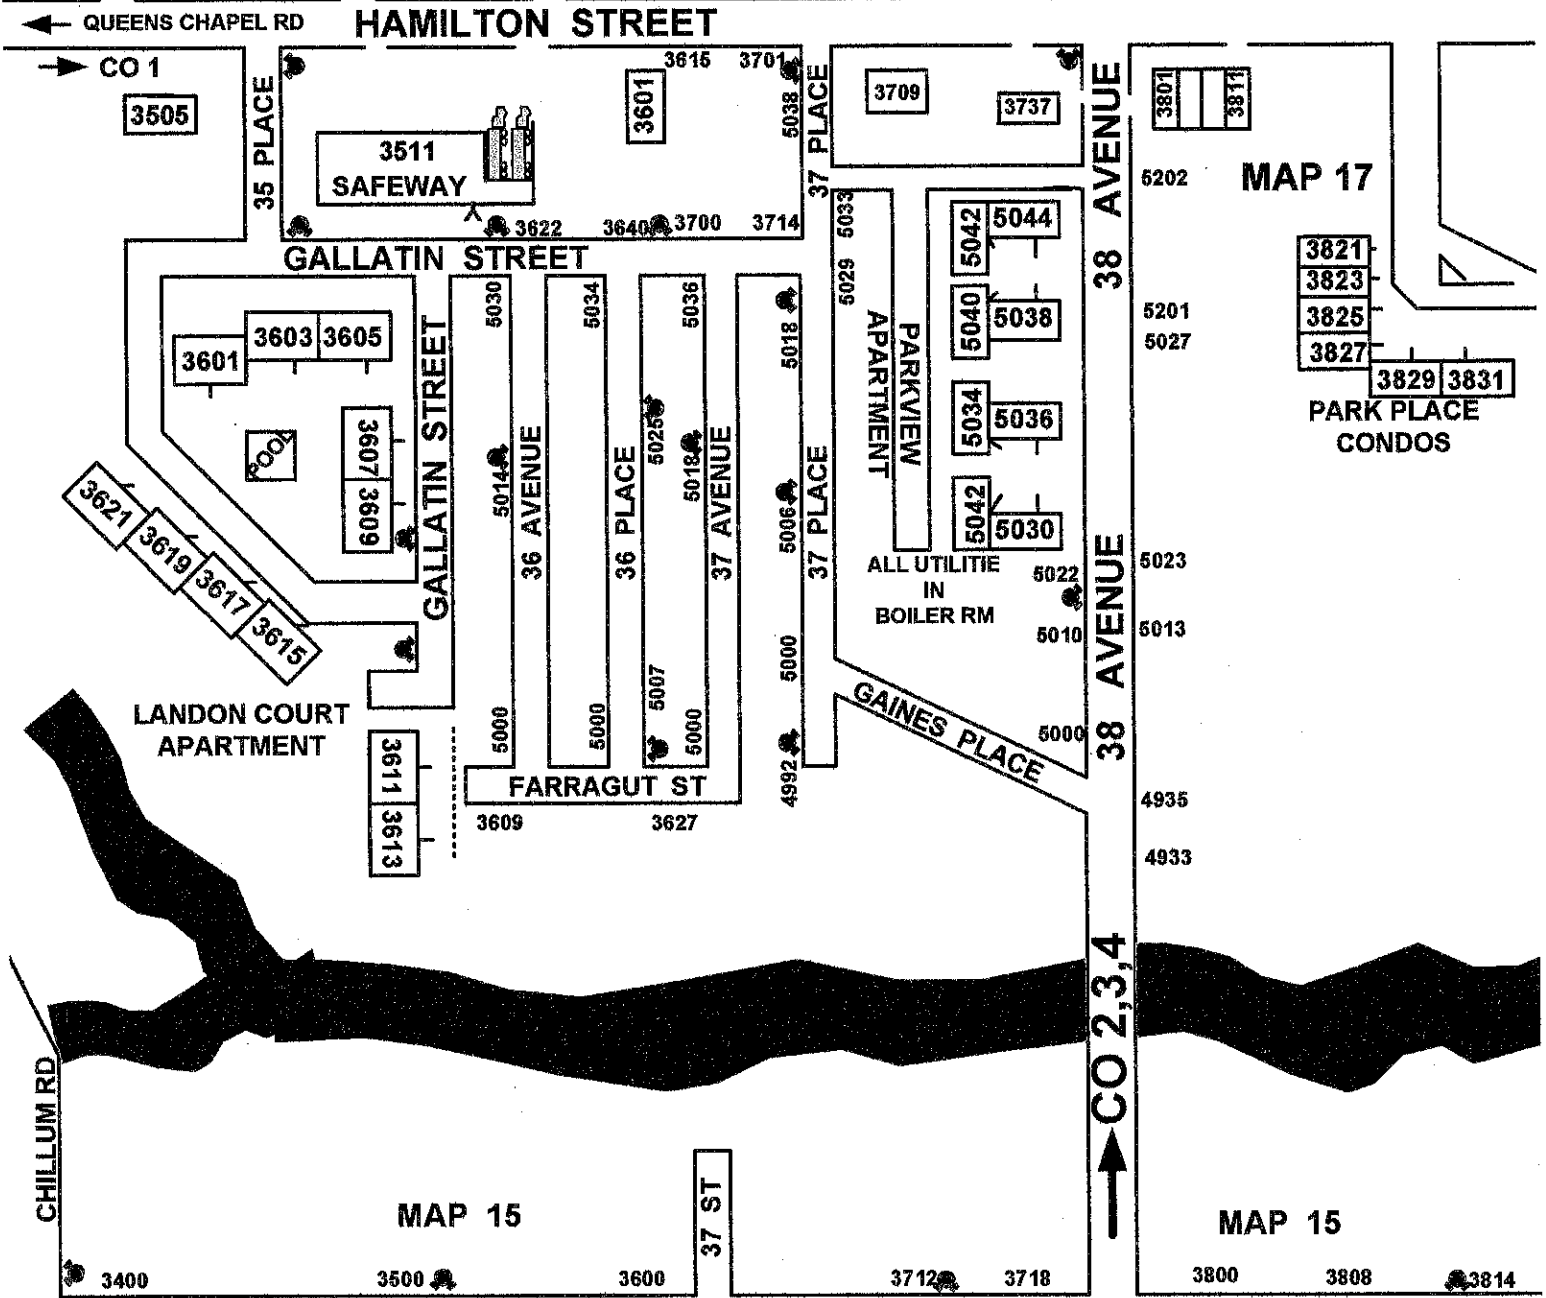 QUEENS CHAPEL RD
HAMILTON STREET
CO 1
3505
35 PLACE
3511
SAFEWAY
3601
3615
3701
5038
37 PLACE
3709
3737
38 AVENUE
3801
3811
5202
MAP 17
3622
3640
3700
3714
GALLATIN STREET
5033
5029
5042
5044
5040
5038
5034
5036
5042
5030
PARKVIEW
APARTMENT
ALL UTILITIE
IN
BOILER RM
3821
3823
3825
3827
3829
3831
PARK PLACE
CONDOS
5201
5027
3601
3603
3605
3607
3609
POOL
GALLATIN STREET
5030
5014
5000
36 AVENUE
5034
5000
36 PLACE
5025
5007
5036
5018
5000
37 AVENUE
5018
5006
5000
4992
37 PLACE
3621
3619
3617
3615
LANDON COURT
APARTMENT
3611
3613
FARRAGUT ST
3609
3627
GAINES PLACE
5022
5010
5000
38 AVENUE
5023
5013
4935
4933
CO 2,3,4
CHILLUM RD
MAP 15
37 ST
MAP 15
3400
3500
3600
3712
3718
3800
3808
3814